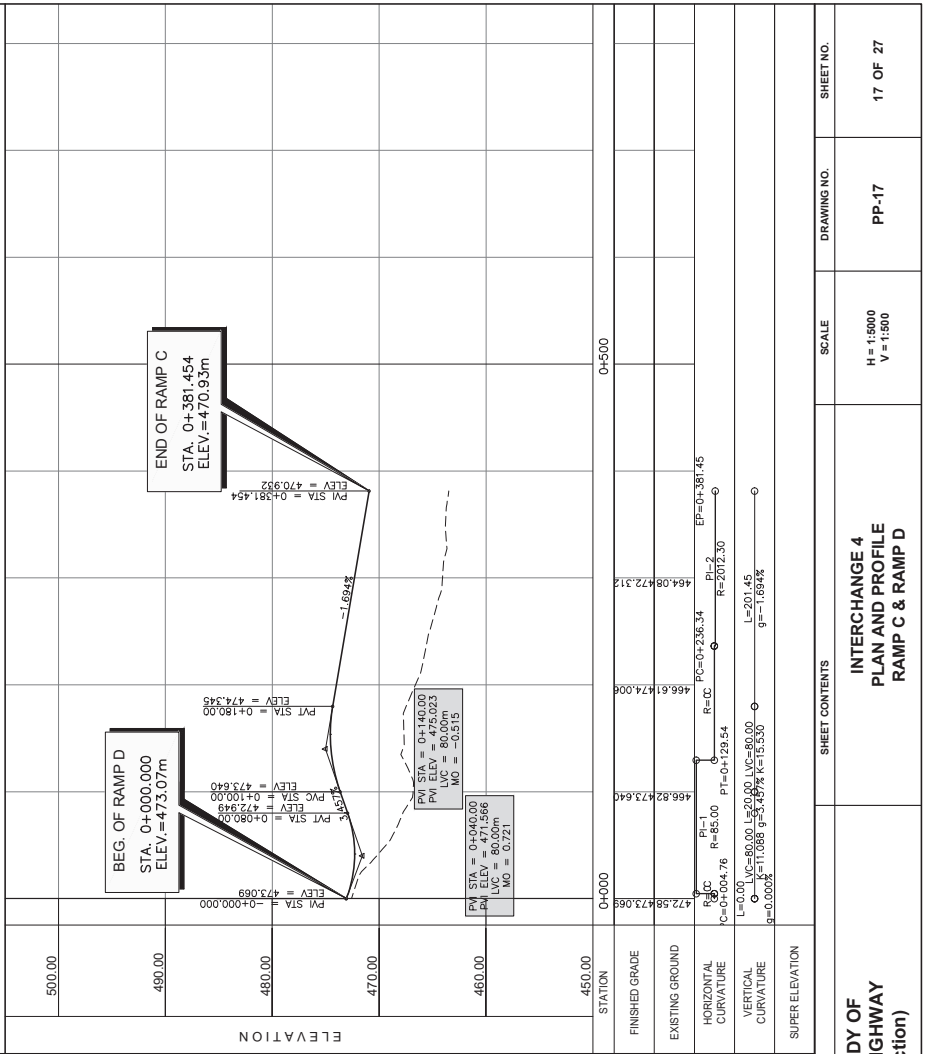 BEG. OF RAMP D
STA. 0+000.000
ELEV.=473.07m
END OF RAMP C
STA. 0+381.454
ELEV.=470.93m
ELEVATION
500.00
490.00
480.00
470.00
460.00
450.00
PVI STA = -0+000.000
ELEV = 473.069
0+080.00
ELEV = 472.949
PVC STA = 0+100.00
ELEV = 473.640
PVT STA = 0+180.00
ELEV = 474.345
PVI STA = 0+381.454
ELEV = 470.932
3.457%
-1.694%
PVI STA = 0+040.00
PVI ELEV = 471.566
LVC = 80.00m
MO = 0.721
PVI STA = 0+140.00
PVI ELEV = 475.023
LVC = 80.00m
MO = -0.515
STATION
0+000
0+500
FINISHED GRADE
473.069
473.640
474.006
472.312
EXISTING GROUND
472.58
466.82
466.61
464.08
HORIZONTAL
CURVATURE
PC=0+004.76
PI-1
R=85.00
PT=0+129.54
PC=0+236.34
PI-2
R=2012.30
EP=0+381.45
VERTICAL
CURVATURE
L=0.00
g=0.000%
LVC=80.00
K=11.088
L=20.00
g=3.457%
LVC=80.00
K=15.530
L=201.45
g=-1.694%
SUPER ELEVATION
DY OF
GHWAY
ction)
SHEET CONTENTS
INTERCHANGE 4
PLAN AND PROFILE
RAMP C & RAMP D
SCALE
H = 1:5000
V = 1:500
DRAWING NO.
PP-17
SHEET NO.
17 OF 27